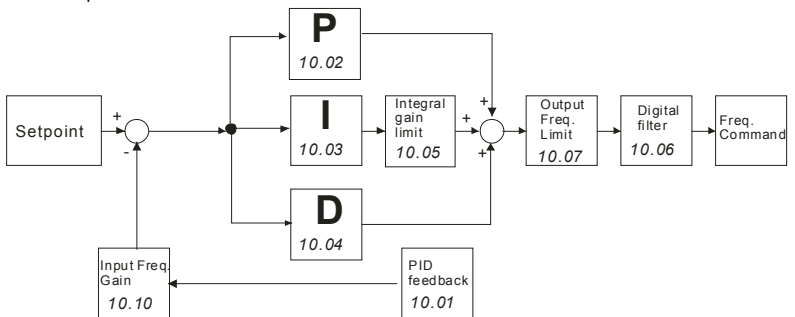 P
10.02
Setpoint
+
-
I
10.03
Integral
gain
limit
10.05
+
+
+
Output
Freq.
Limit
10.07
Digital
filter
10.06
Freq.
Command
D
10.04
Input Freq.
Gain
10.10
PID
feedback
10.01